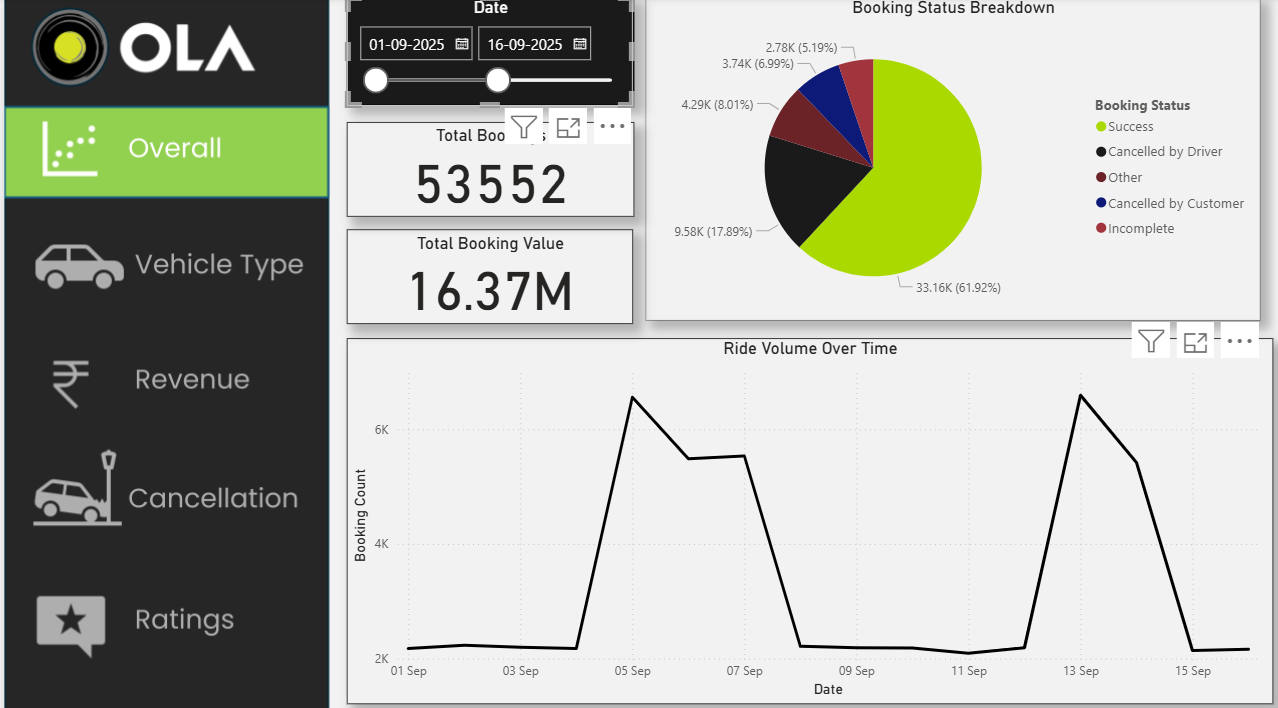 OLA
Overall
Vehicle Type
Revenue
Cancellation
Ratings
Date
01-09-2025 16-09-2025
Total
53552
Total Booking Value
16.37M
Booking Status Breakdown
2.78K (5.19%)
3.74K (6.99%)
4.29K (8.01%)
9.58K (17.89%)
33.16K (61.92%)
Booking Status
Success
Cancelled by Driver
Other
Cancelled by Customer
Incomplete
Ride Volume Over Time
Booking Count
6K
4K
2K
01 Sep 03 Sep 05 Sep 07 Sep 09 Sep 11 Sep 13 Sep 15 Sep
Date